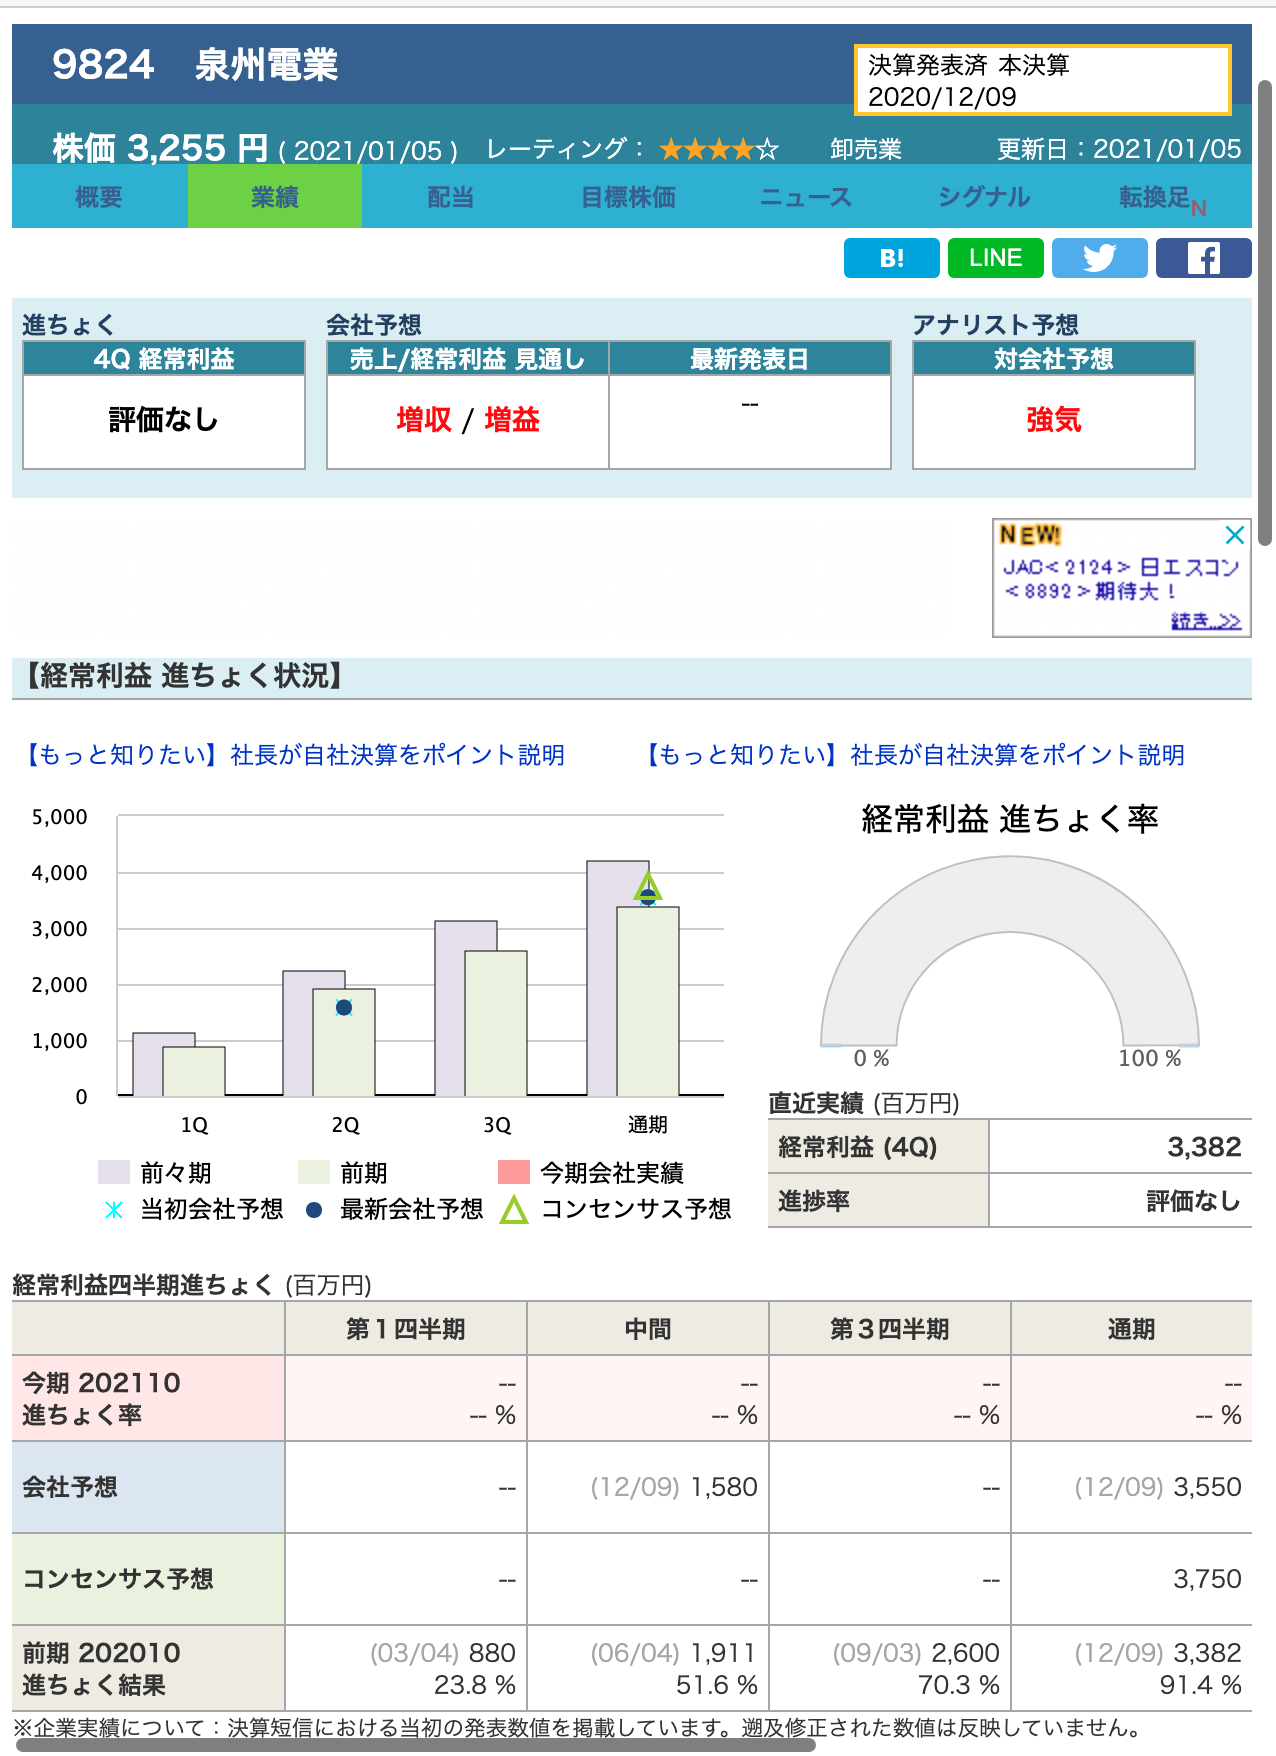 9824 泉州電業
決算発表済 本決算
2020/12/09
株価 3,255 円 ( 2021/01/05 ) レーティング： ★★★★☆ 卸売業 更新日：2021/01/05
概要 業績 配当 目標株価 ニュース シグナル 転換足N
B! LINE
進ちょく 会社予想 アナリスト予想
4Q 経常利益 売上/経常利益 見通し 最新発表日 対会社予想
評価なし 増収 / 増益 -- 強気
NEW!
JAC<2124> 日エスコン
<8892>期待大！
続き..>>
【経常利益 進ちょく状況】
【もっと知りたい】社長が自社決算をポイント説明 【もっと知りたい】社長が自社決算をポイント説明
経常利益 進ちょく率
5,000
4,000
3,000
2,000
1,000
0
1Q 2Q 3Q 通期
0 % 100 %
前々期 前期 今期会社実績
当初会社予想 最新会社予想 コンセンサス予想
直近実績 (百万円)
経常利益 (4Q) 3,382
進捗率 評価なし
経常利益四半期進ちょく (百万円)
第１四半期 中間 第３四半期 通期
今期 202110 -- -- -- --
進ちょく率 -- % -- % -- % -- %
会社予想 -- (12/09) 1,580 -- (12/09) 3,550
コンセンサス予想 -- -- -- 3,750
前期 202010 (03/04) 880 (06/04) 1,911 (09/03) 2,600 (12/09) 3,382
進ちょく結果 23.8 % 51.6 % 70.3 % 91.4 %
※企業実績について：決算短信における当初の発表数値を掲載しています。遡及修正された数値は反映していません。